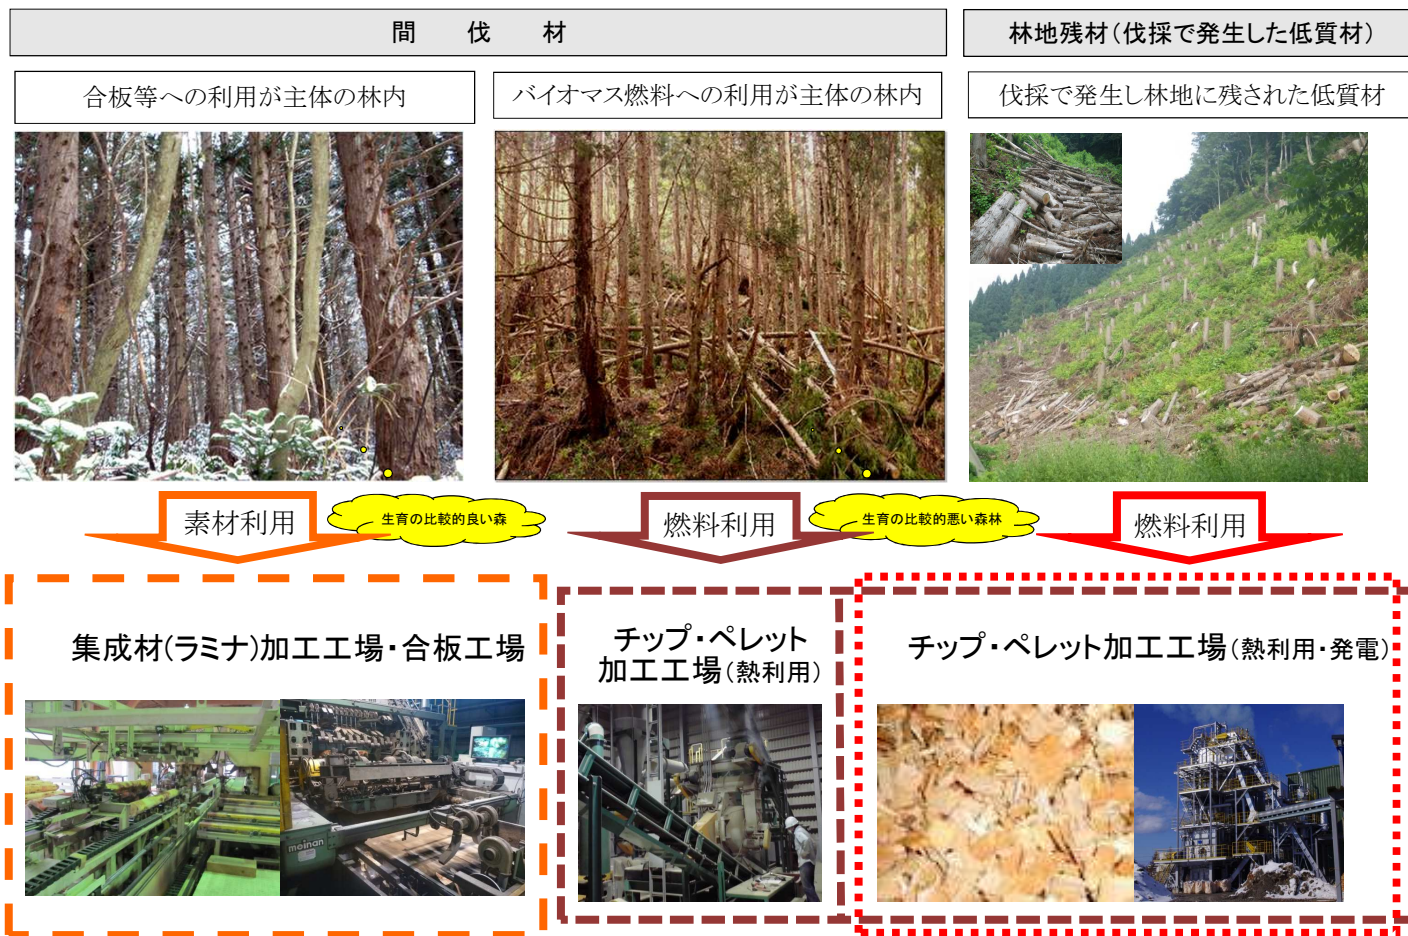 間伐材
林地残材(伐採で発生した低質材)
合板等への利用が主体の林内
バイオマス燃料への利用が主体の林内
伐採で発生し林地に残された低質材
素材利用
生育の比較的良い森
燃料利用
生育の比較的悪い森林
燃料利用
集成材(ラミナ)加工工場・合板工場
チップ・ペレット
加工工場(熱利用)
チップ・ペレット加工工場(熱利用・発電)
meinan